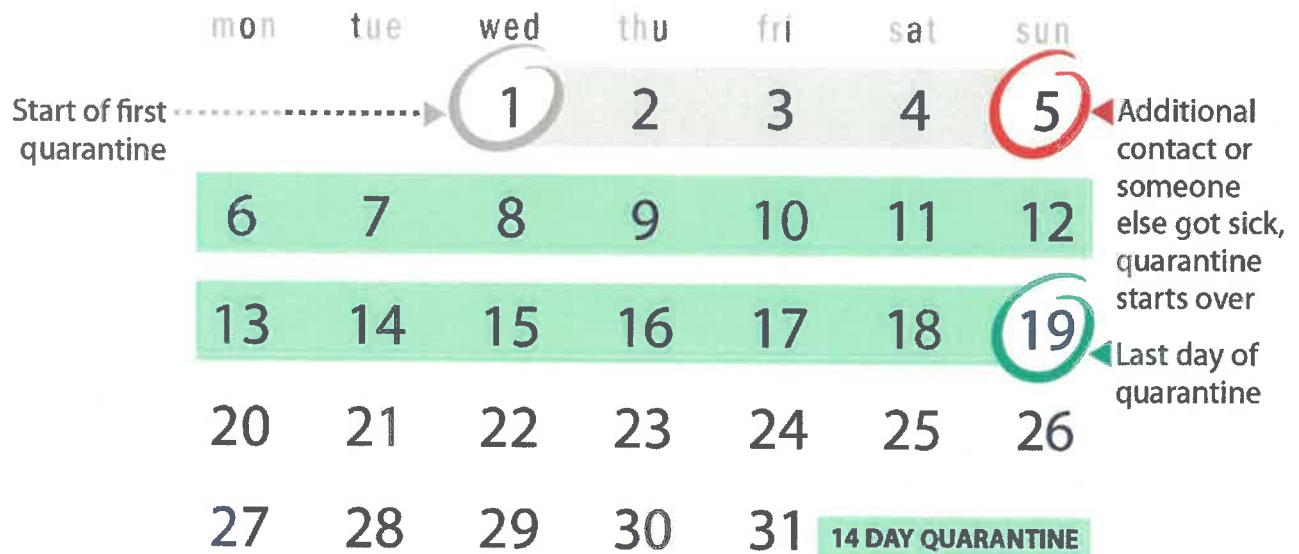 mon tue wed thu fri sat sun
Start of first
quarantine
1 2 3 4 5
Additional
contact or
someone
else got sick,
quarantine
starts over
6 7 8 9 10 11 12
13 14 15 16 17 18 19
Last day of
quarantine
20 21 22 23 24 25 26
27 28 29 30 31
14 DAY QUARANTINE